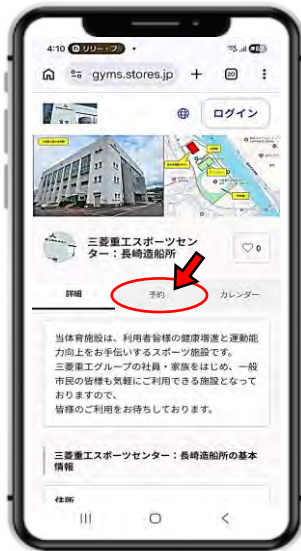 4:10 リリー・フ
gyms.stores.jp + 20
ログイン
三菱重工スポーツセン
ター：長崎造船所
0
詳細 予約 カレンダー
当体育施設は、利用者皆様の健康増進と運動能
力向上をお手伝いするスポーツ施設です。
三菱重工グループの社員・家族をはじめ、一般
市民の皆様も気軽にご利用できる施設となって
おりますので、
皆様のご利用をお待ちしております。
三菱重工スポーツセンター：長崎造船所の基本
情報
住所